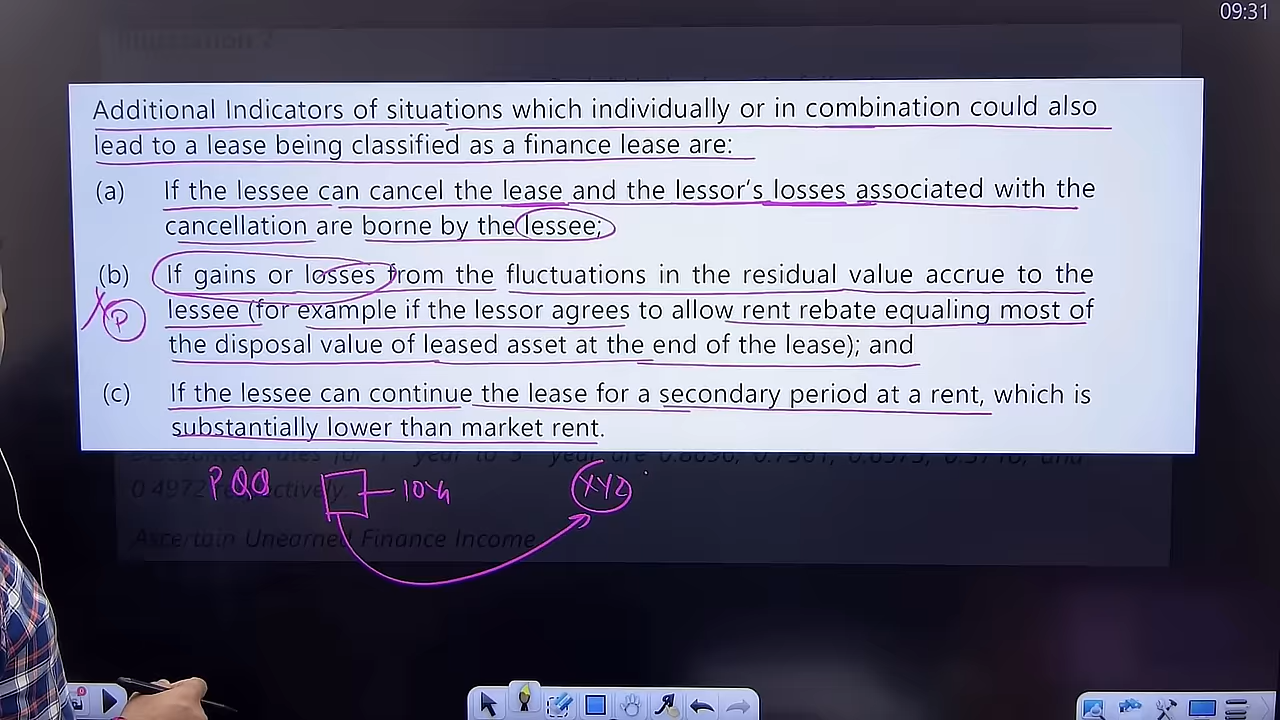 09:31
Illustration 2
Additional Indicators of situations which individually or in combination could also
lead to a lease being classified as a finance lease are:
(a) If the lessee can cancel the lease and the lessor's losses associated with the
cancellation are borne by the lessee;
(b) If gains or losses from the fluctuations in the residual value accrue to the
lessee (for example if the lessor agrees to allow rent rebate equaling most of
P
the disposal value of leased asset at the end of the lease); and
(c) If the lessee can continue the lease for a secondary period at a rent, which is
substantially lower than market rent.
0.4972 respectively.
XYZ
Ascertain Unearned Finance Income